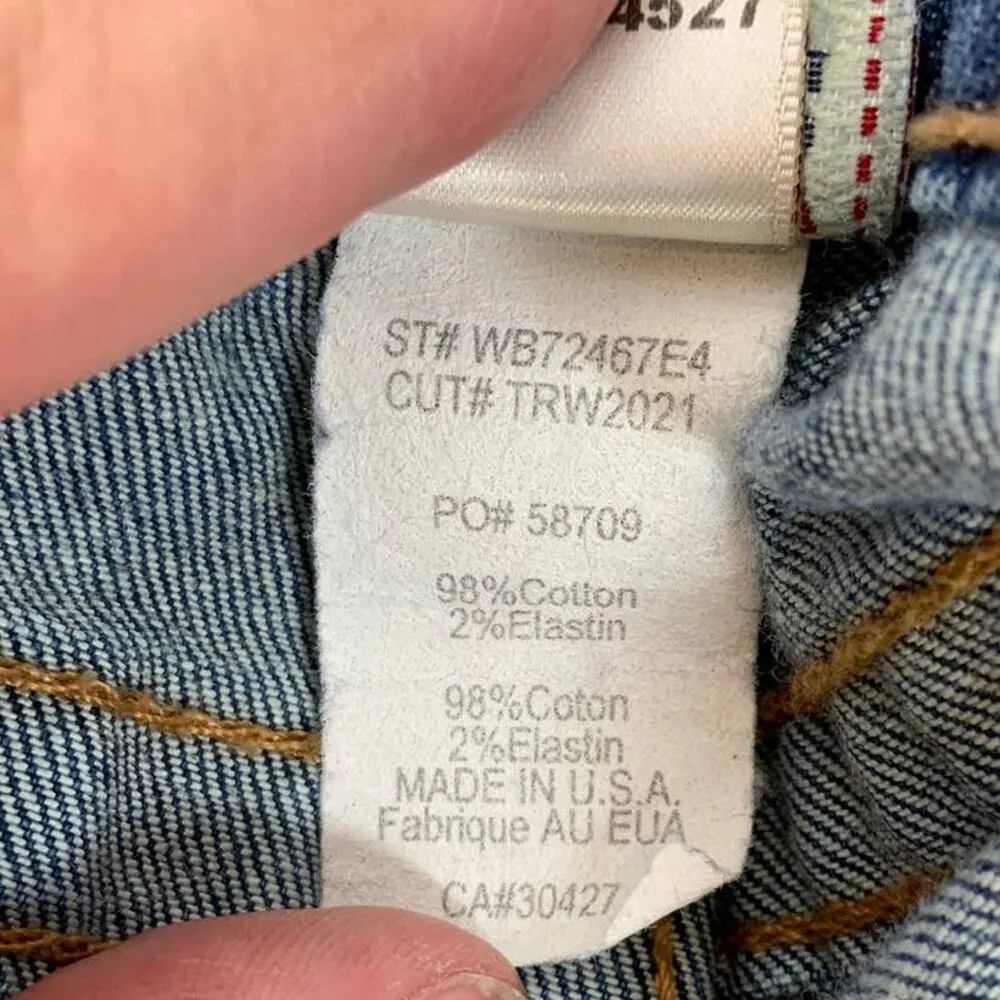 4527
ST# WB72467E4
CUT# TRW2021
PO# 58709
98%Cotton
2%Elastin
98%Coton
2%Elastin
MADE IN U.S.A.
Fabrique AU EUA
CA#30427